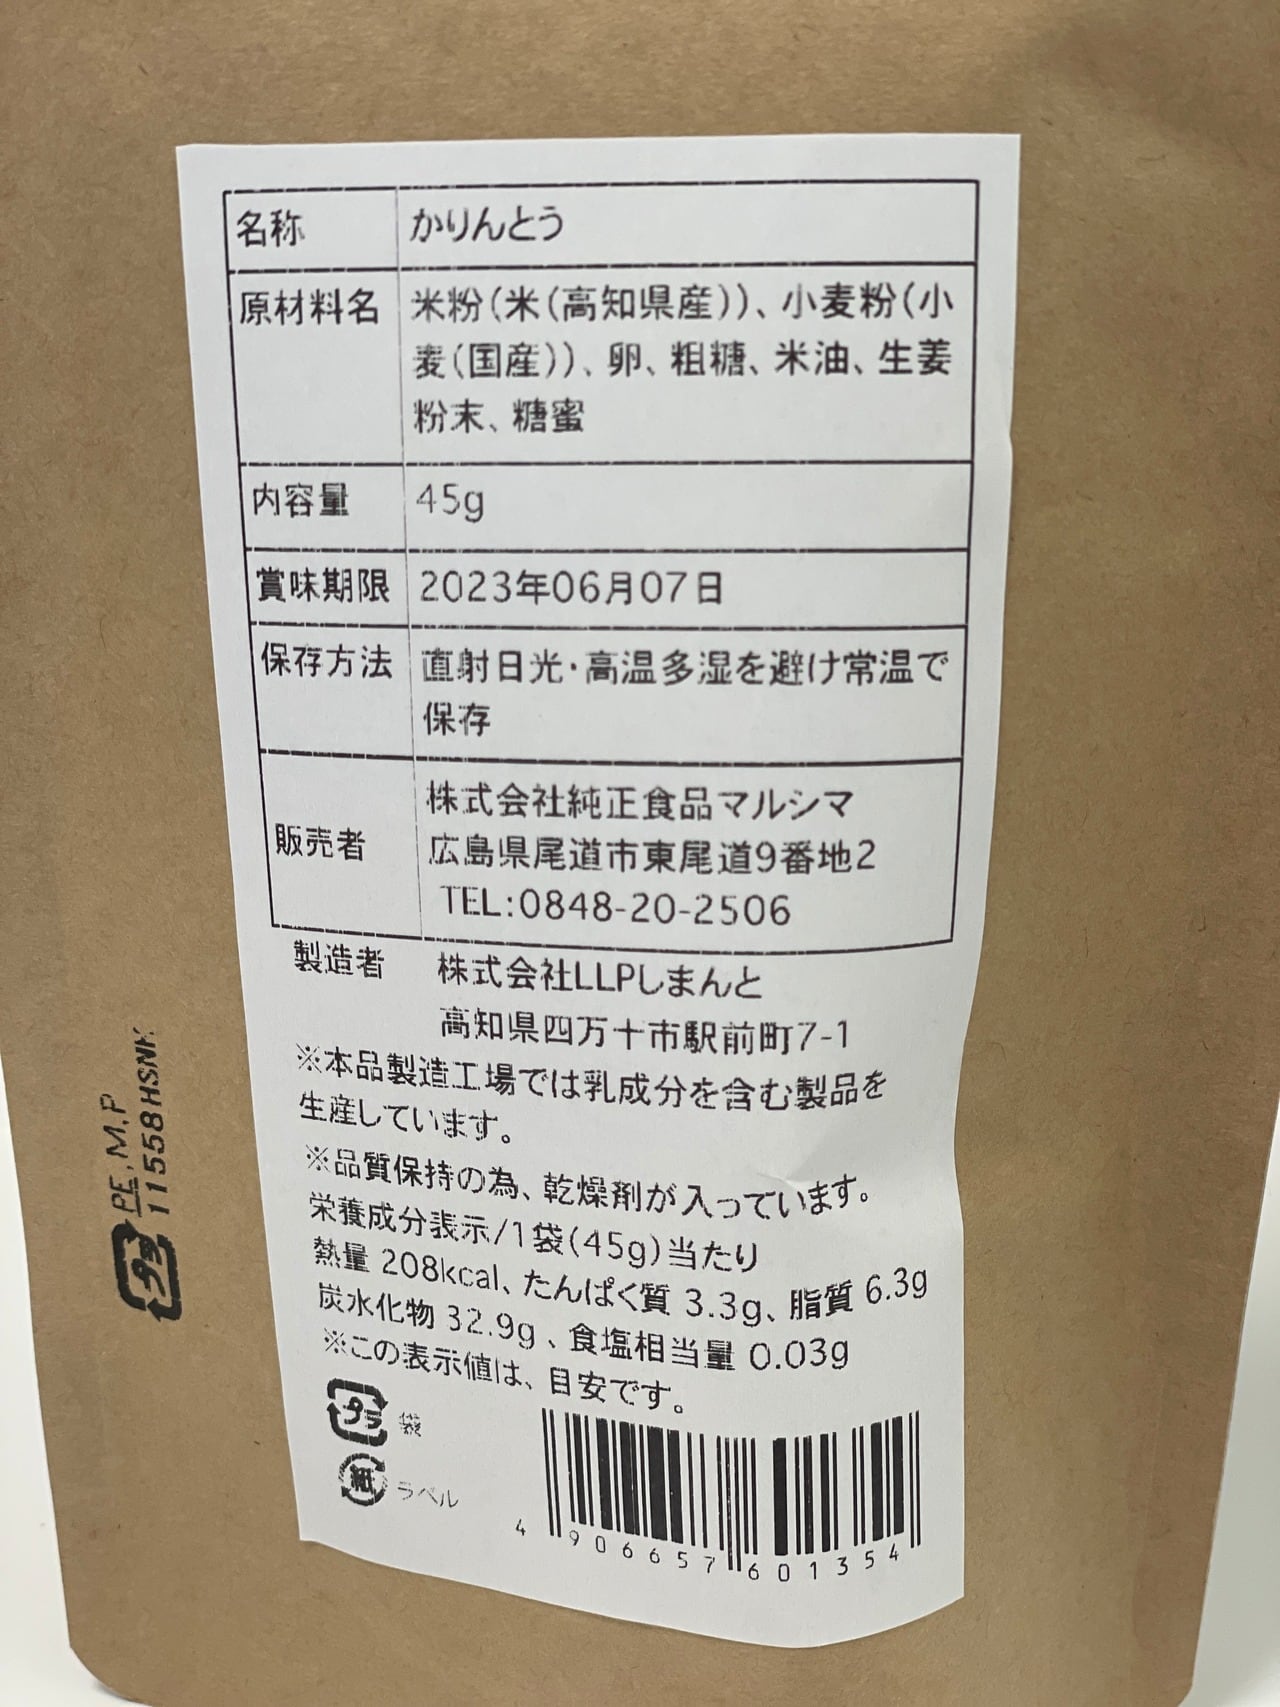 名称 かりんとう
原材料名 米粉(米(高知県産))、小麦粉(小
麦(国産))、卵、粗糖、米油、生姜
粉末、糖蜜
内容量 45g
賞味期限 2023年06月07日
保存方法 直射日光・高温多湿を避け常温で
保存
販売者 株式会社純正食品マルシマ
広島県尾道市東尾道9番地2
TEL:0848-20-2506
製造者 株式会社LLPしまんと
高知県四万十市駅前町7-1
※本品製造工場では乳成分を含む製品を
生産しています。
※品質保持の為、乾燥剤が入っています。
栄養成分表示/1袋(45g)当たり
熱量 208kcal、たんぱく質 3.3g、脂質 6.3g
炭水化物 32.9g、食塩相当量 0.03g
※この表示値は、目安です。
プラ 袋
紙 ラベル
4 906657 601354
プラ PE,M,P
11558HSNK